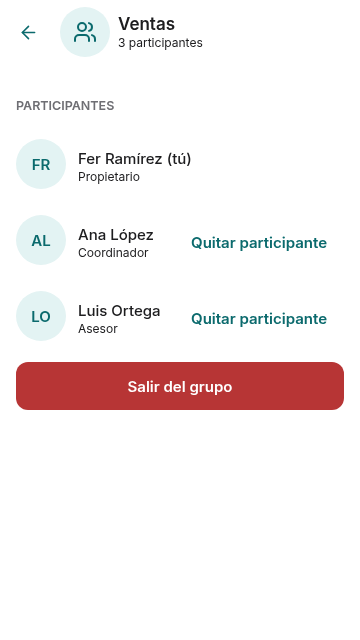 Ventas
3 participantes
PARTICIPANTES
FR
Fer Ramírez (tú)
Propietario
AL
Ana López
Coordinador
Quitar participante
LO
Luis Ortega
Asesor
Quitar participante
Salir del grupo